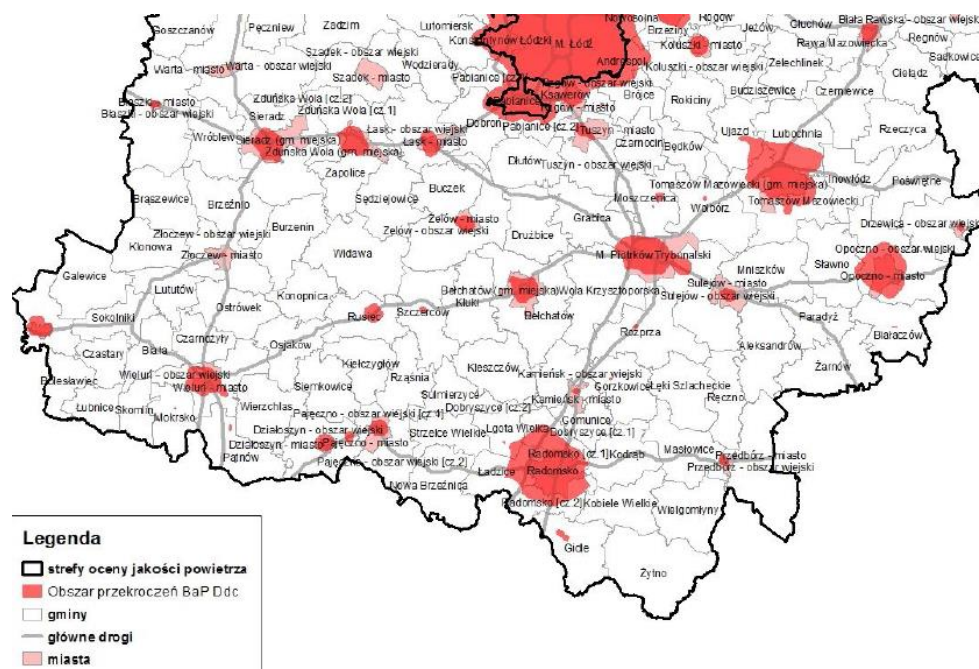 Goszczanów
Pęczniew
Zadzim
Lutomiersk
Konstantynów Łódzki
M. Łódź
Nowosolna
Brzeziny
Rogów
Jeżów
Głuchów
Biała Rawska - obszar wiejski
Regnów
Sadkowice
Rawa Mazowiecka
Koluszki - miasto
Koluszki - obszar wiejski
Andrespol
Żelechlinek
Cielądz
Warta - miasto
Warta - obszar wiejski
Szadek - obszar wiejski
Szadek - miasto
Wodzierady
Ksawerów
Brójce
Rokiciny
Budziszewice
Czerniewice
Błaszki - miasto
Błaszki - obszar wiejski
Zduńska Wola [cz.2]
Zduńska Wola [cz.1]
Sieradz
Wróblew
Sieradz (gm. miejska)
Zduńska Wola (gm. miejska)
Łask - obszar wiejski
Łask - miasto
Dobroń
Pabianice [cz.2]
Tuszyn - miasto
Tuszyn - obszar wiejski
Czarnocin
Będków
Ujazd
Lubochnia
Rzeczyca
Zapolice
Dłutów
Inowłódz
Poświętne
Brąszewice
Brzeźnio
Sędziejowice
Buczek
Moszczenica
Wolbórz
Tomaszów Mazowiecki (gm. miejska)
Tomaszów Mazowiecki
Grabica
Drzewica - obszar wiejski
Klonowa
Złoczew - obszar wiejski
Złoczew - miasto
Burzenin
Widawa
Zelów - miasto
Zelów - obszar wiejski
Drużbice
M. Piotrków Trybunalski
Mniszków
Sławno
Opoczno - obszar wiejski
Opoczno - miasto
Galewice
Lututów
Ostrówek
Konopnica
Rusiec
Szczerców
Kluki
Bełchatów (gm. miejska)
Bełchatów
Wola Krzysztoporska
Sulejów - miasto
Sulejów - obszar wiejski
Paradyż
Białaczów
Sokolniki
Czarnożyły
Osjaków
Rozprza
Aleksandrów
Żarnów
Czastary
Biała
Bolesławiec
Wieluń - obszar wiejski
Wieluń - miasto
Kiełczygłów
Rząśnia
Kleszczów
Kamieńsk - obszar wiejski
Kamieńsk - miasto
Gorzkowice
Łęki Szlacheckie
Ręczno
Łubnice
Skomlin
Mokrsko
Wierzchlas
Siemkowice
Sulmierzyce
Dobryszyce [cz.2]
Pajęczno - obszar wiejski [cz.1]
Działoszyn - obszar wiejski
Działoszyn - miasto
Pajęczno - miasto
Strzelce Wielkie
Lgota Wielka
Gomunice
Dobryszyce [cz.1]
Pątnów
Pajęczno - obszar wiejski [cz.2]
Nowa Brzeźnica
Ładzice
Radomsko [cz.1]
Radomsko
Radomsko [cz.2]
Kodrąb
Masłowice
Przedbórz - miasto
Przedbórz - obszar wiejski
Kobiele Wielkie
Wielgomłyny
Gidle
Żytno
Legenda
strefy oceny jakości powietrza
Obszar przekroczeń BaP Ddc
gminy
główne drogi
miasta